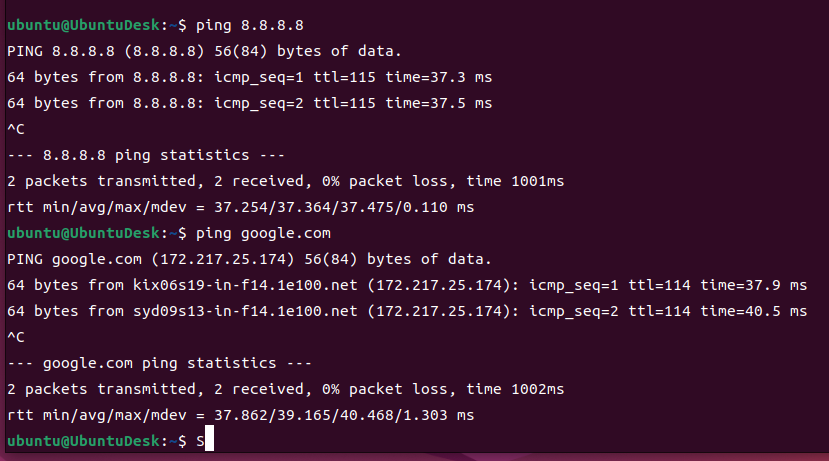 ubuntu@UbuntuDesk:~$ ping 8.8.8.8
PING 8.8.8.8 (8.8.8.8) 56(84) bytes of data.
64 bytes from 8.8.8.8: icmp_seq=1 ttl=115 time=37.3 ms
64 bytes from 8.8.8.8: icmp_seq=2 ttl=115 time=37.5 ms
^C
--- 8.8.8.8 ping statistics ---
2 packets transmitted, 2 received, 0% packet loss, time 1001ms
rtt min/avg/max/mdev = 37.254/37.364/37.475/0.110 ms
ubuntu@UbuntuDesk:~$ ping google.com
PING google.com (172.217.25.174) 56(84) bytes of data.
64 bytes from kix06s19-in-f14.1e100.net (172.217.25.174): icmp_seq=1 ttl=114 time=37.9 ms
64 bytes from syd09s13-in-f14.1e100.net (172.217.25.174): icmp_seq=2 ttl=114 time=40.5 ms
^C
--- google.com ping statistics ---
2 packets transmitted, 2 received, 0% packet loss, time 1002ms
rtt min/avg/max/mdev = 37.862/39.165/40.468/1.303 ms
ubuntu@UbuntuDesk:~$ S